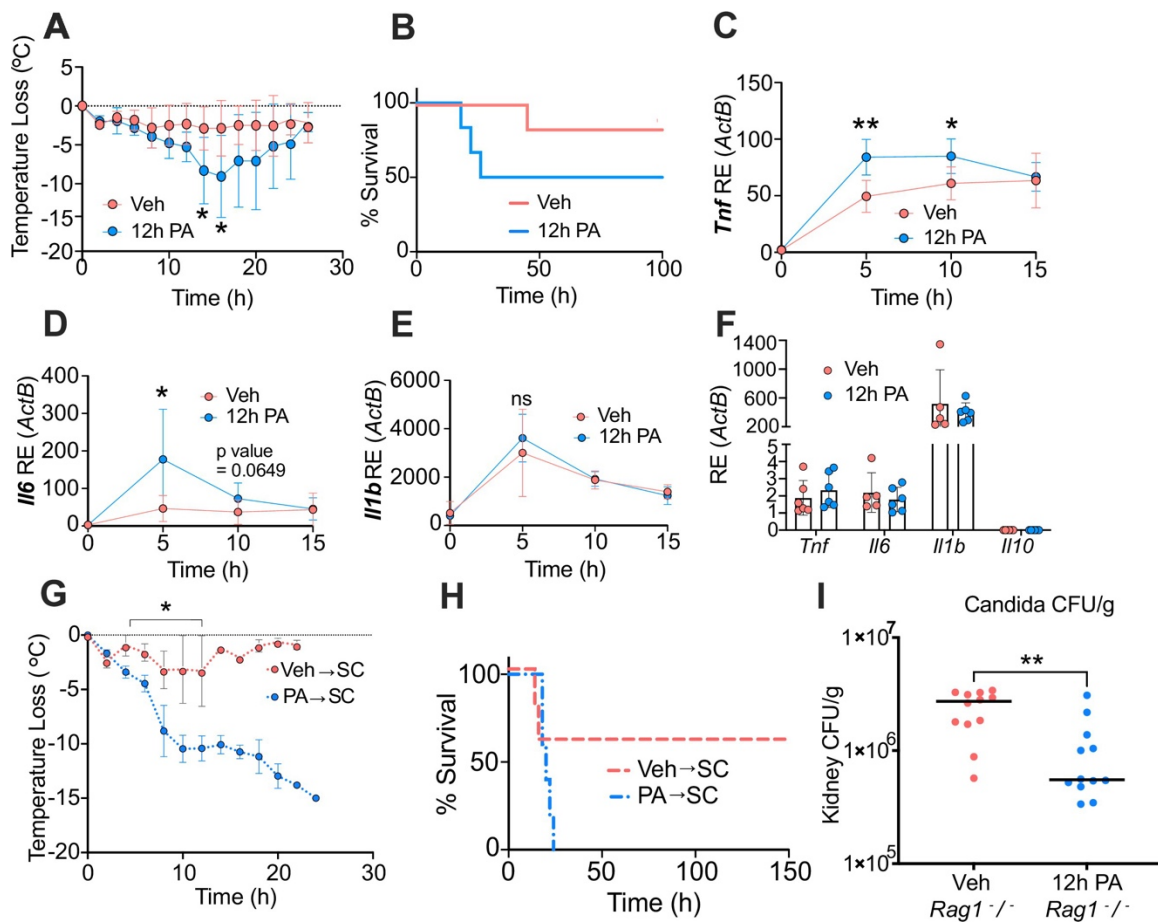 A
Temperature Loss (ºC)
5
0
-5
-10
-15
-20
0
10
20
30
Time (h)
Veh
12h PA
*
*
B
% Survival
100
50
0
0
50
100
Time (h)
Veh
12h PA
C
Tnf RE (ActB)
150
100
50
0
0
5
10
15
Time (h)
**
*
Veh
12h PA
D
Il6 RE (ActB)
400
300
200
100
0
0
5
10
15
Time (h)
*
Veh
12h PA
p value
= 0.0649
E
Il1b RE (ActB)
6000
4000
2000
0
0
5
10
15
Time (h)
ns
Veh
12h PA
F
RE (ActB)
1400
1000
600
200
5
4
3
2
1
0
Veh
12h PA
Tnf
Il6
Il1b
Il10
G
Temperature Loss (ºC)
0
-5
-10
-15
-20
0
10
20
30
Time (h)
*
Veh→SC
PA→SC
H
% Survival
100
50
0
0
50
100
150
Time (h)
Veh→SC
PA→SC
I
Candida CFU/g
Kidney CFU/g
1×10⁷
1×10⁶
1×10⁵
**
Veh
Rag1 -/-
12h PA
Rag1 -/-